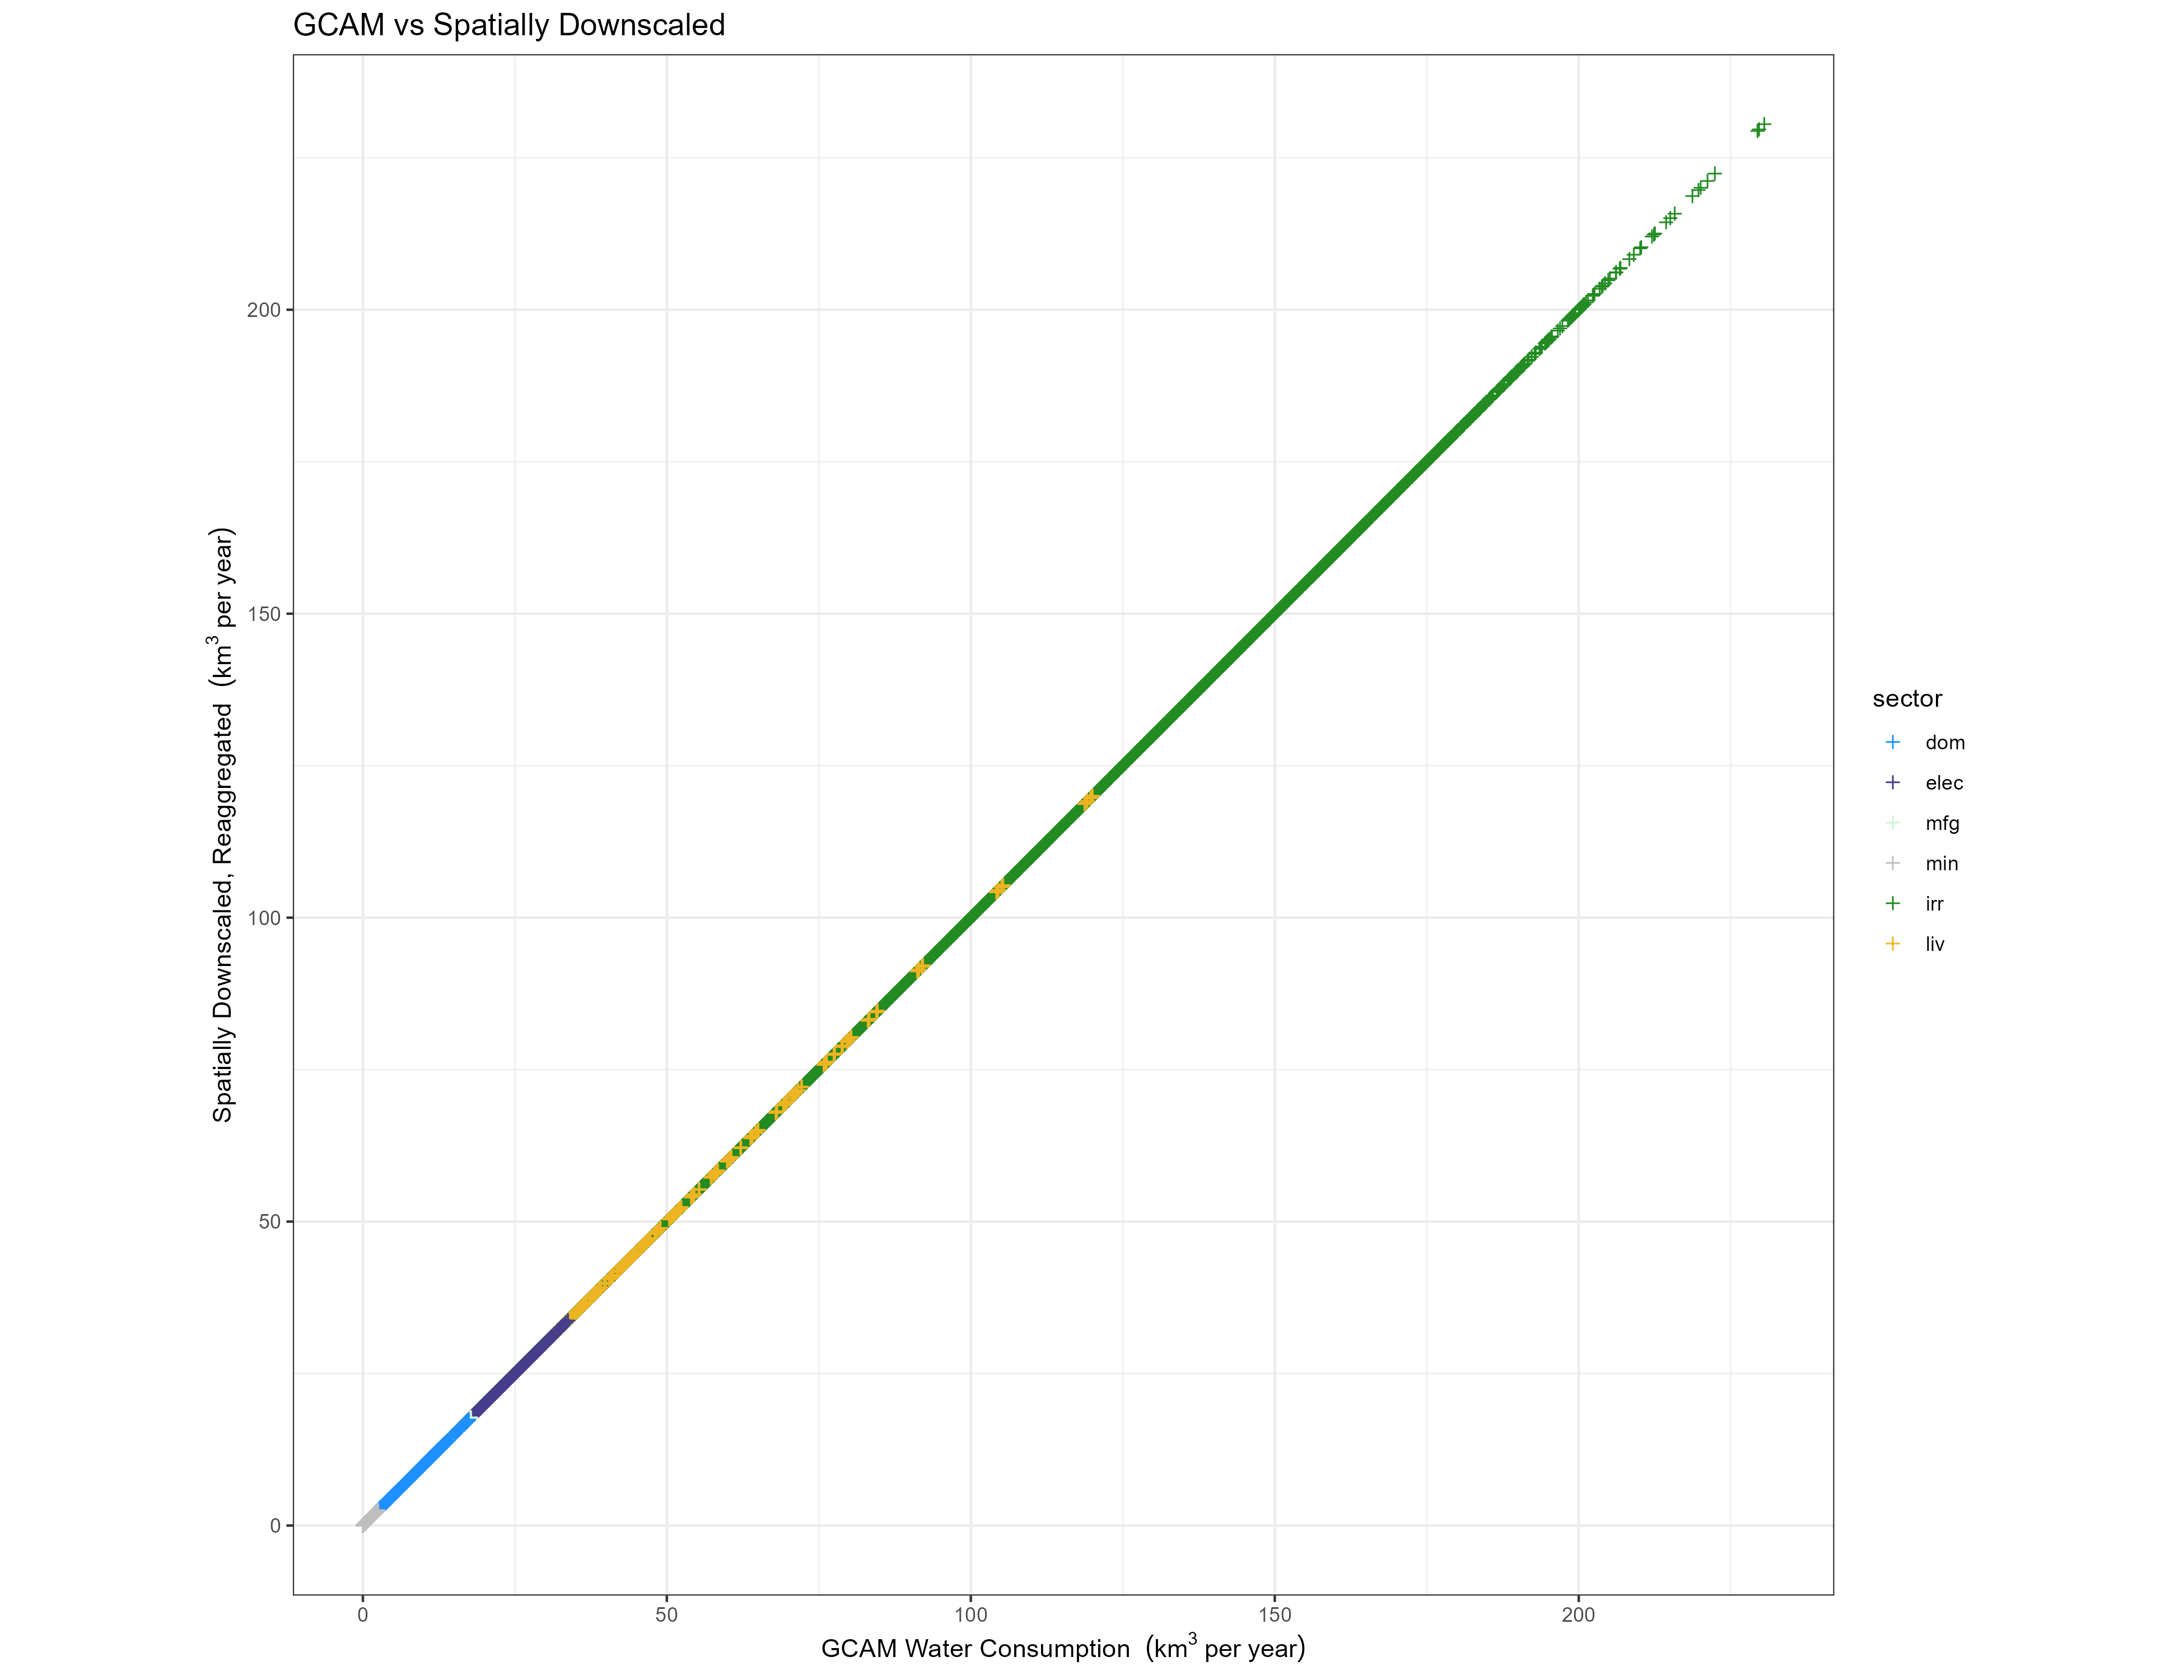 GCAM vs Spatially Downscaled
Spatially Downscaled, Reaggregated (km³ per year)
200
150
100
50
0
0 50 100 150 200
GCAM Water Consumption (km³ per year)
sector
dom
elec
mfg
min
irr
liv